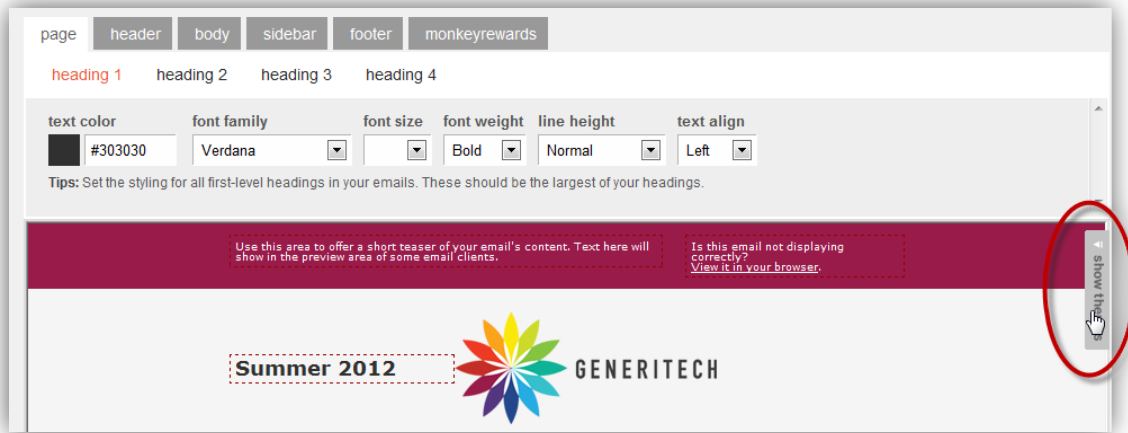 page header body sidebar footer monkeyrewards
heading 1 heading 2 heading 3 heading 4
text color font family font size font weight line height text align
#303030 Verdana Bold Normal Left
Tips: Set the styling for all first-level headings in your emails. These should be the largest of your headings.
Use this area to offer a short teaser of your email's content. Text here will
show in the preview area of some email clients.
Is this email not displaying
correctly?
View it in your browser.
show
Summer 2012
GENERITECH